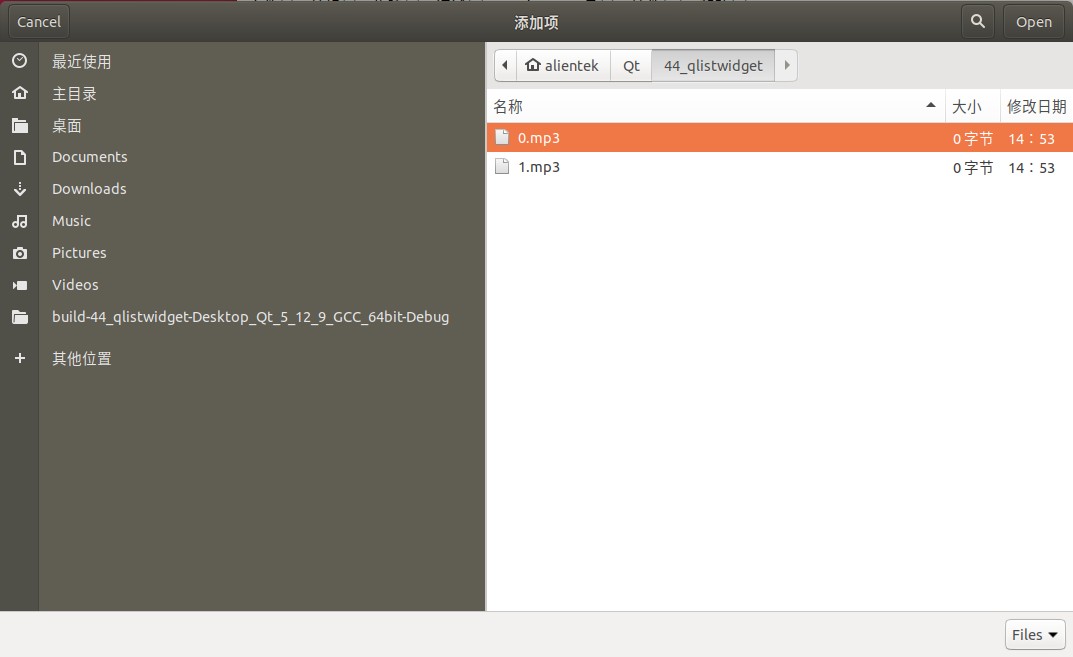 Cancel
添加项
Open
最近使用
主目录
桌面
Documents
Downloads
Music
Pictures
Videos
build-44_qlistwidget-Desktop_Qt_5_12_9_GCC_64bit-Debug
其他位置
alientek Qt 44_qlistwidget
名称 大小 修改日期
0.mp3 0 字节 14：53
1.mp3 0 字节 14：53
Files